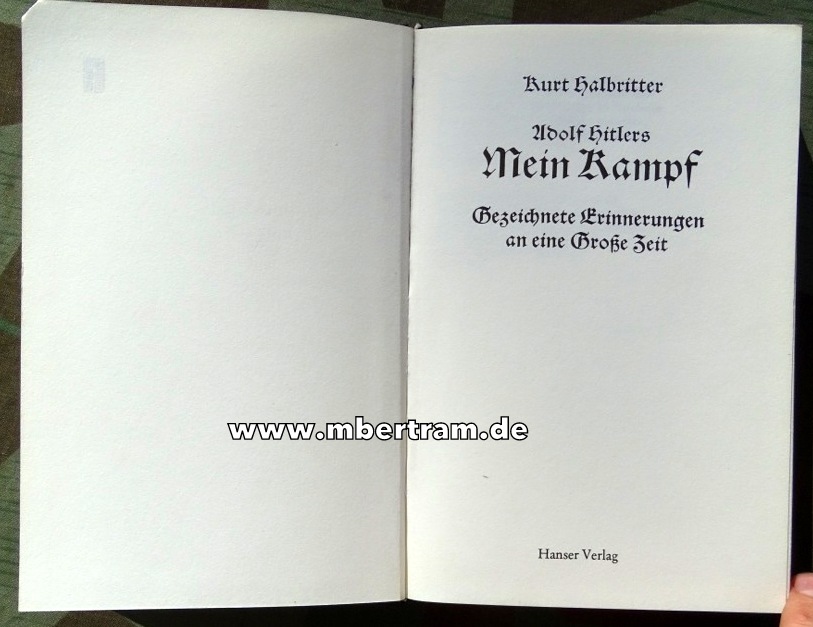 Kurt Halbritter
Adolf Hitlers
Mein Kampf
Gezeichnete Erinnerungen
an eine Große Zeit
www.mbertram.de
Hanser Verlag